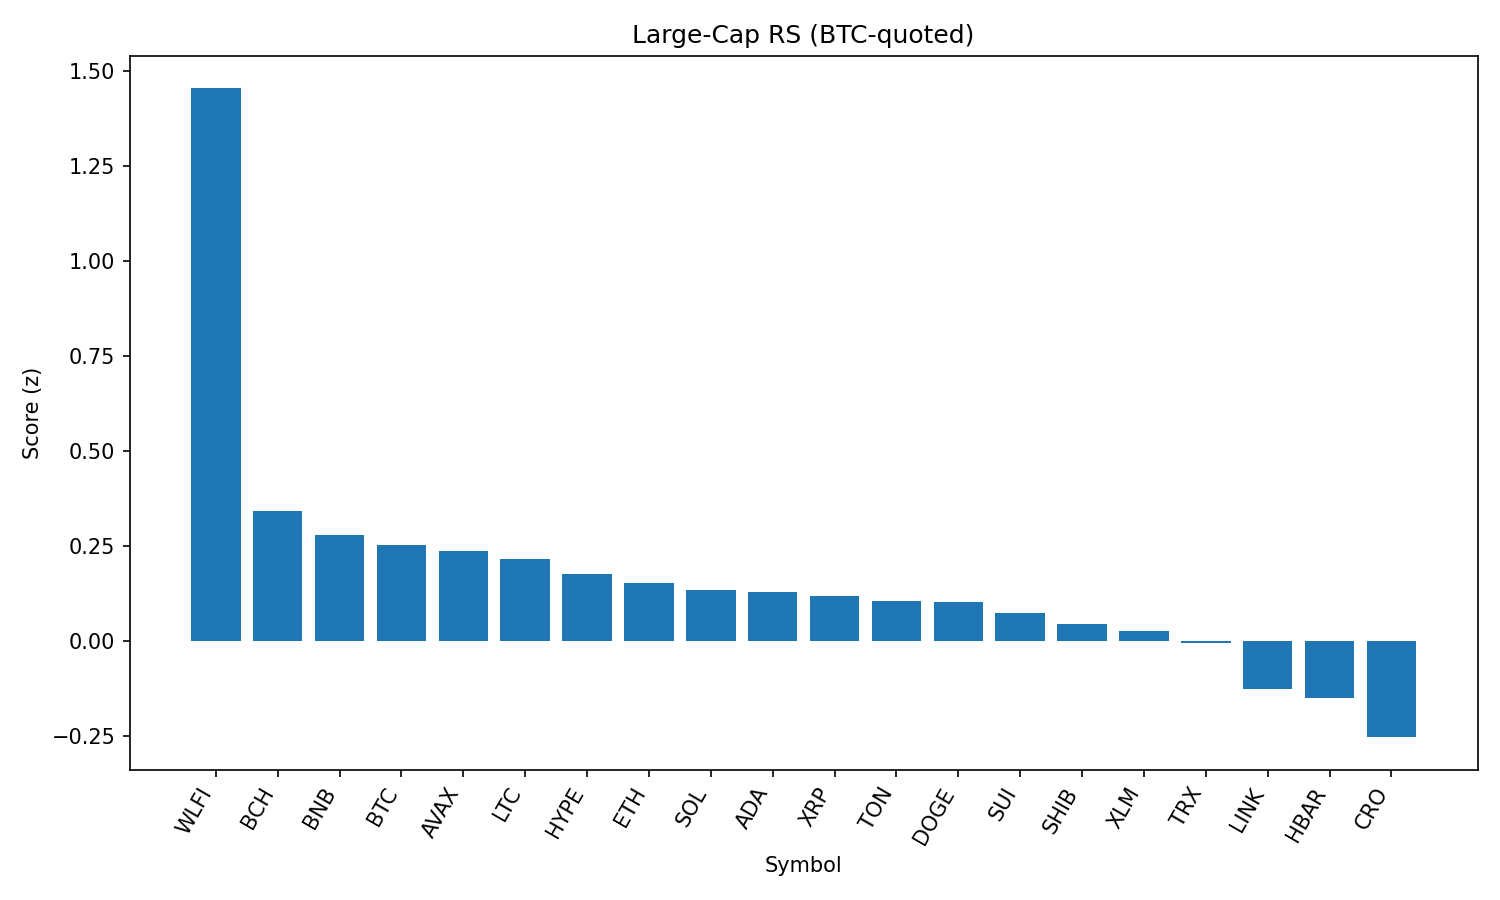 Large-Cap RS (BTC-quoted)
Score (z)
1.50
1.25
1.00
0.75
0.50
0.25
0.00
−0.25
WLFI
BCH
BNB
BTC
AVAX
LTC
HYPE
ETH
SOL
ADA
XRP
TON
DOGE
SUI
SHIB
XLM
TRX
LINK
HBAR
CRO
Symbol